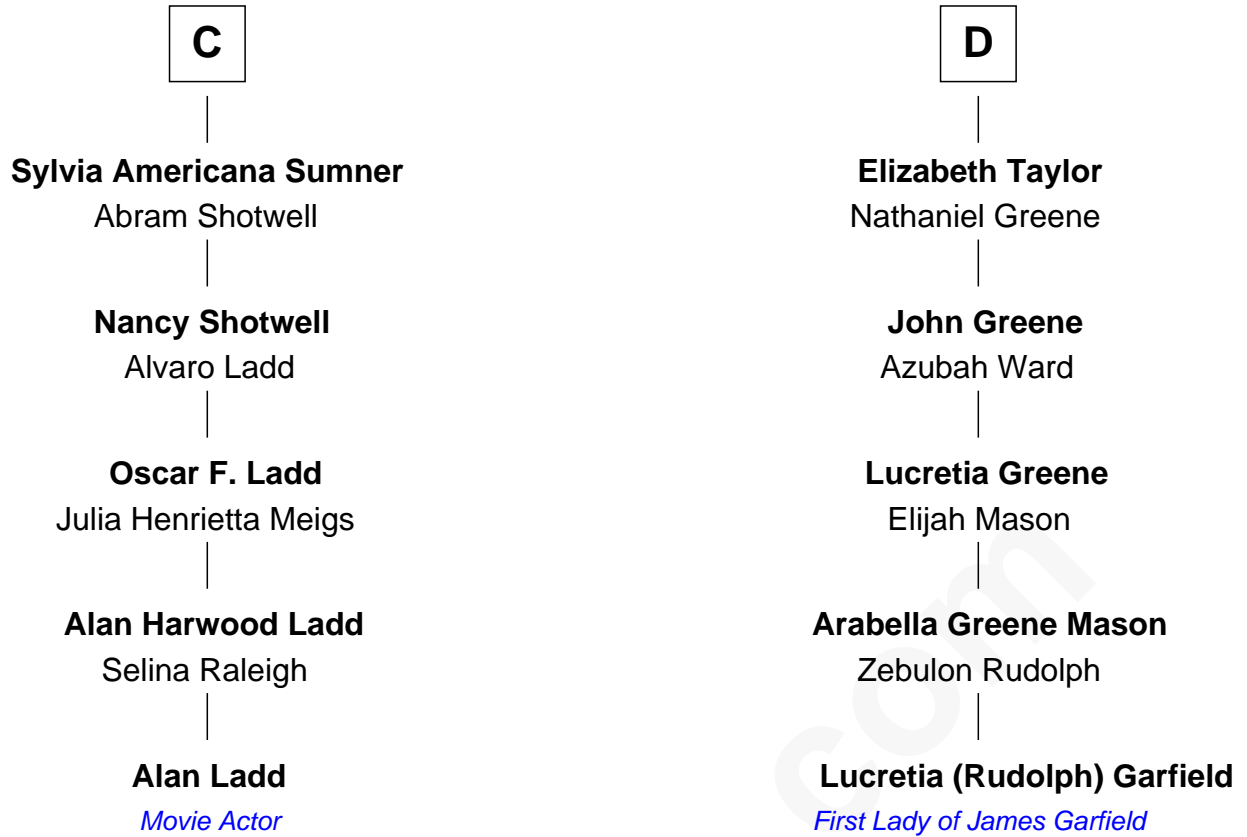 C
Sylvia Americana Sumner
Abram Shotwell
Nancy Shotwell
Alvaro Ladd
Oscar F. Ladd
Julia Henrietta Meigs
Alan Harwood Ladd
Selina Raleigh
Alan Ladd
Movie Actor
D
Elizabeth Taylor
Nathaniel Greene
John Greene
Azubah Ward
Lucretia Greene
Elijah Mason
Arabella Greene Mason
Zebulon Rudolph
Lucretia (Rudolph) Garfield
First Lady of James Garfield
com